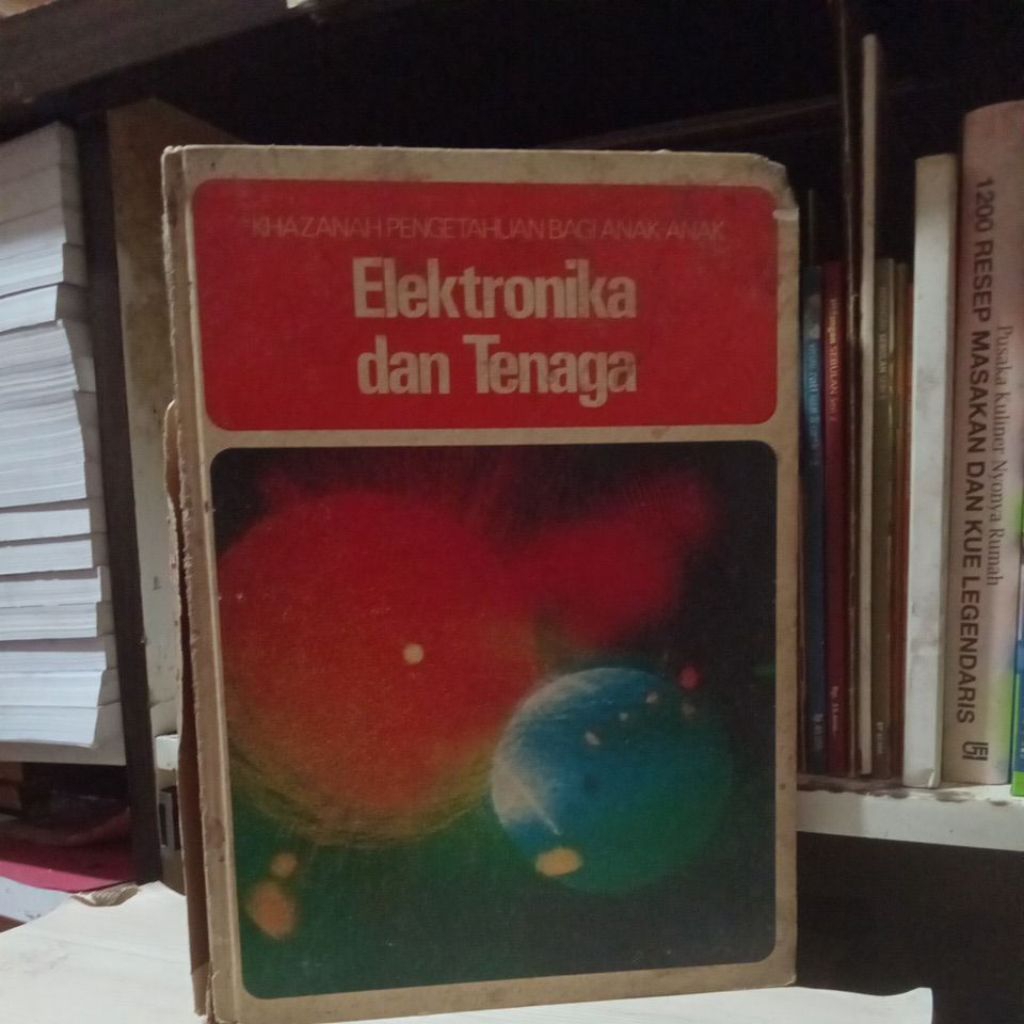 KHAZANAH PENGETAHUAN BAGI ANAK-ANAK
Elektronika
dan Tenaga
Pusaka Kuliner Nyonya Rumah
1200 RESEP MASAKAN DAN KUE LEGENDARIS